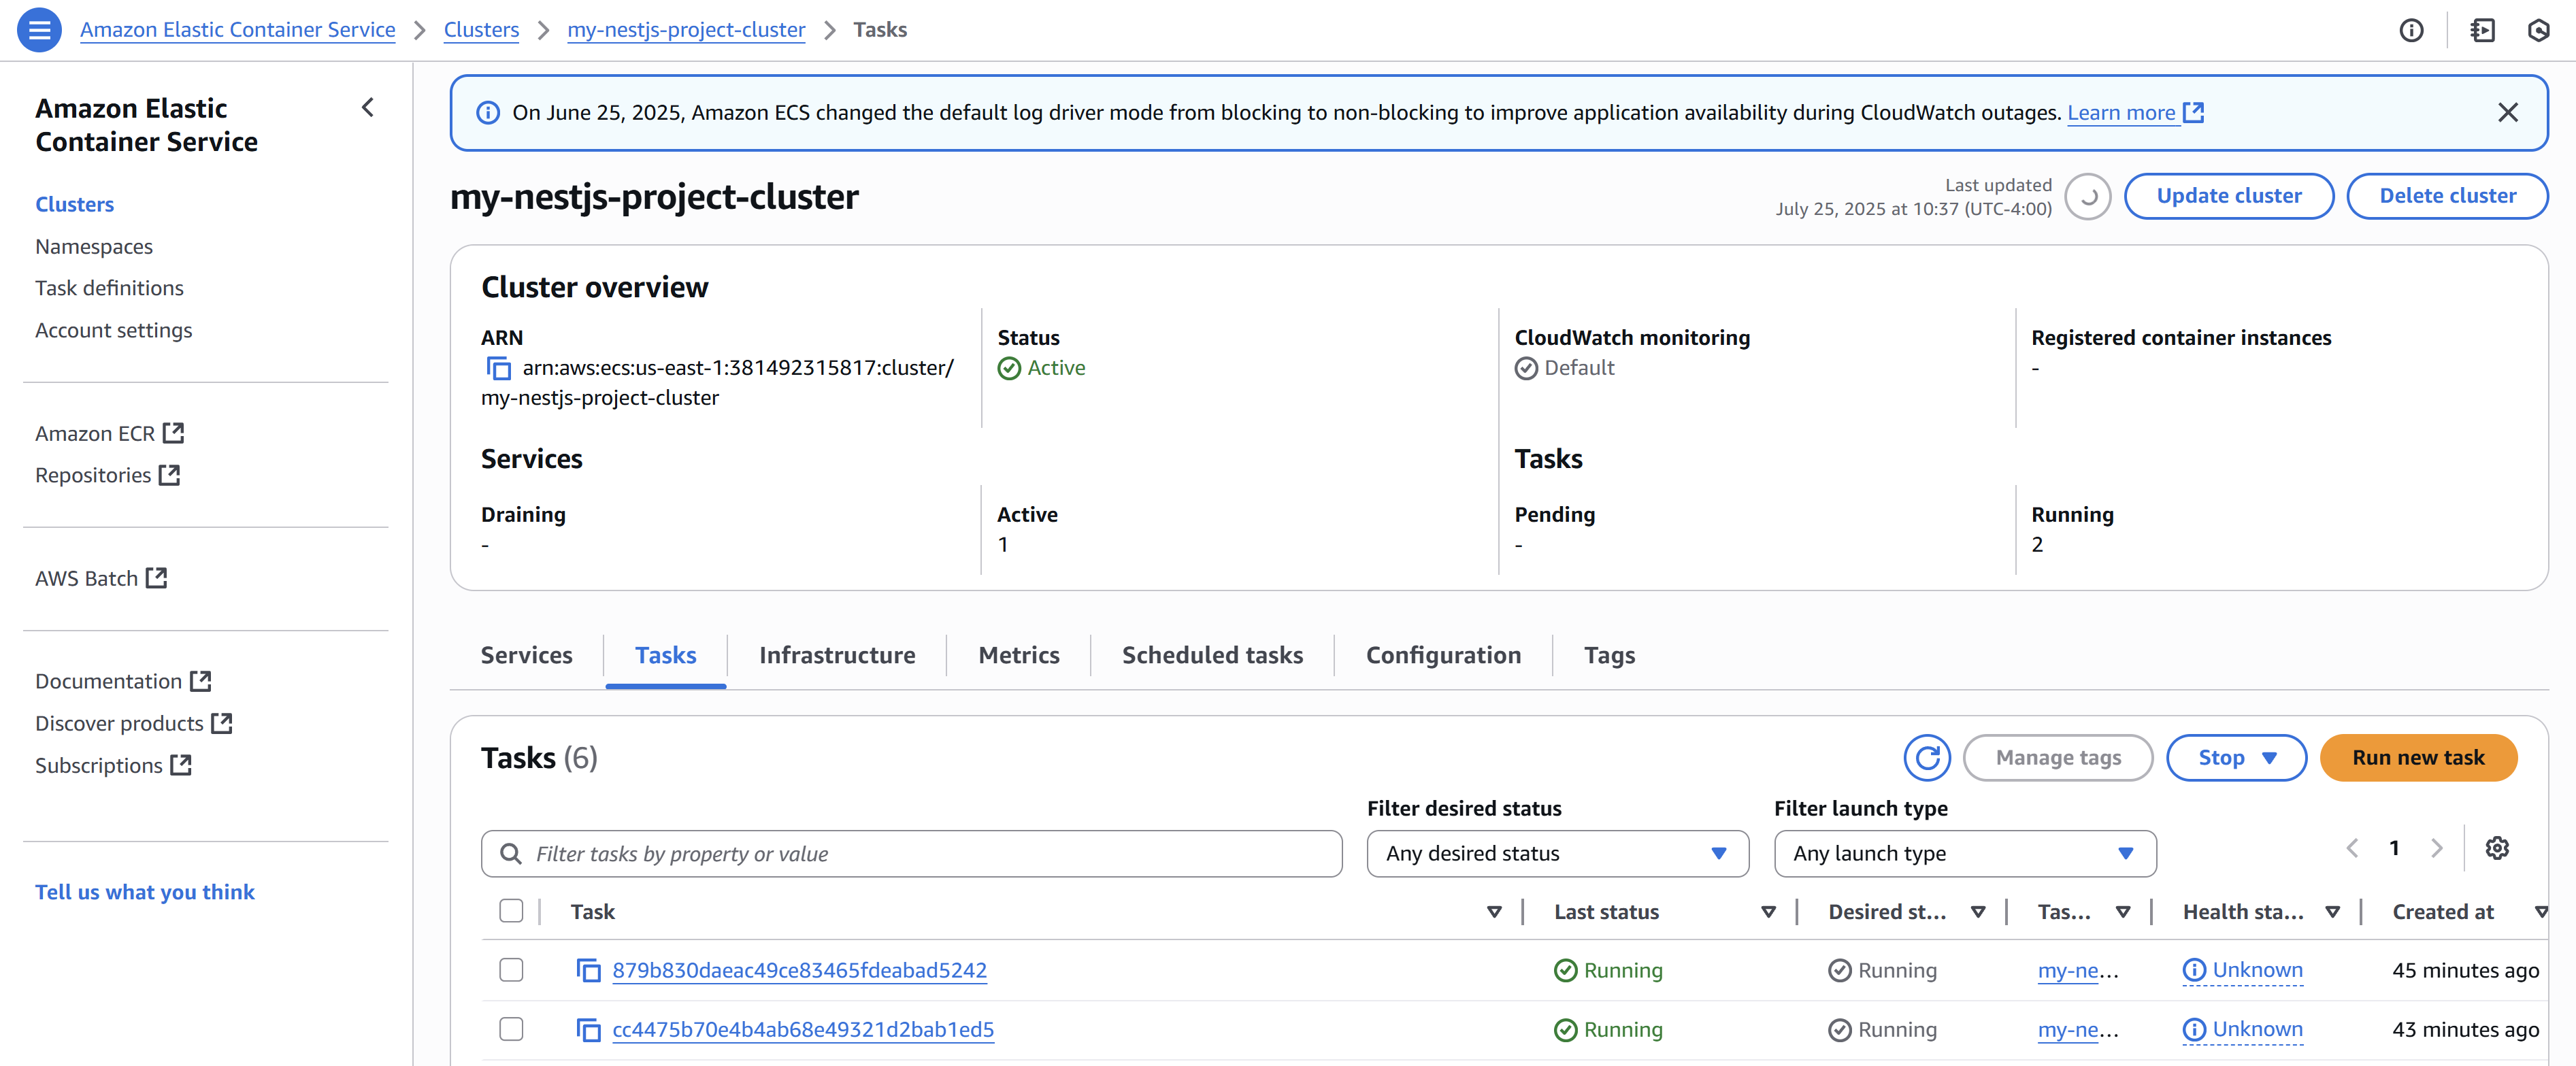 Amazon Elastic Container Service > Clusters > my-nestjs-project-cluster > Tasks
Amazon Elastic
Container Service
Clusters
Namespaces
Task definitions
Account settings
Amazon ECR
Repositories
AWS Batch
Documentation
Discover products
Subscriptions
Tell us what you think
On June 25, 2025, Amazon ECS changed the default log driver mode from blocking to non-blocking to improve application availability during CloudWatch outages. Learn more
my-nestjs-project-cluster
Last updated
July 25, 2025 at 10:37 (UTC-4:00)
Update cluster
Delete cluster
Cluster overview
ARN
arn:aws:ecs:us-east-1:381492315817:cluster/
my-nestjs-project-cluster
Status
Active
CloudWatch monitoring
Default
Registered container instances
-
Services
Draining
-
Active
1
Tasks
Pending
-
Running
2
Services Tasks Infrastructure Metrics Scheduled tasks Configuration Tags
Tasks (6)
Manage tags
Stop
Run new task
Filter tasks by property or value
Filter desired status
Any desired status
Filter launch type
Any launch type
1
Task Last status Desired st... Tas... Health sta... Created at
879b830daeac49ce83465fdeabad5242 Running Running my-ne... Unknown 45 minutes ago
cc4475b70e4b4ab68e49321d2bab1ed5 Running Running my-ne... Unknown 43 minutes ago